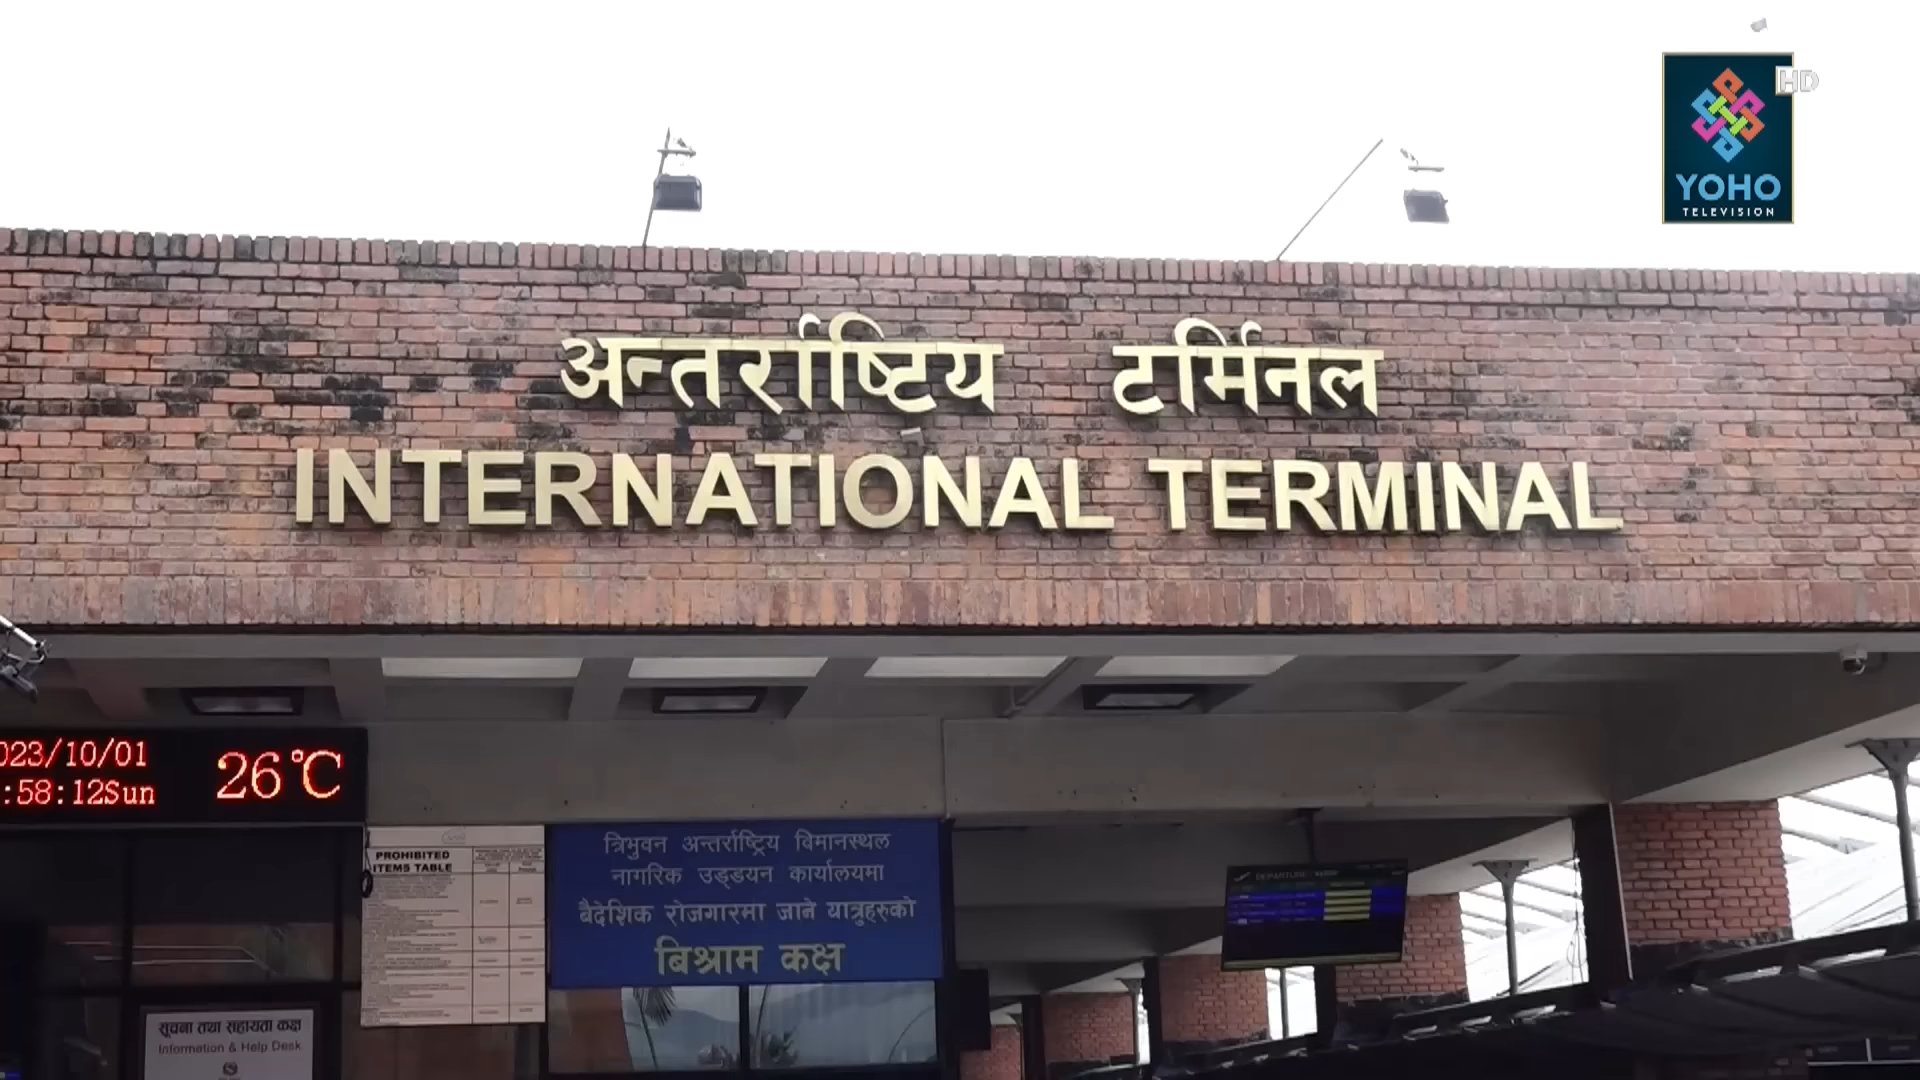 HD
YOHO
TELEVISION
अन्तर्राष्ट्रिय टर्मिनल
INTERNATIONAL TERMINAL
023/10/01
:58:12Sun
26℃
PROHIBITED
ITEMS TABLE
त्रिभुवन अन्तर्राष्ट्रिय विमानस्थल
नागरिक उड्डयन कार्यालयमा
बैदेशिक रोजगारमा जाने यात्रुहरुको
बिश्राम कक्ष
DEPARTURE
सूचना तथा सहायता कक्ष
Information & Help Desk